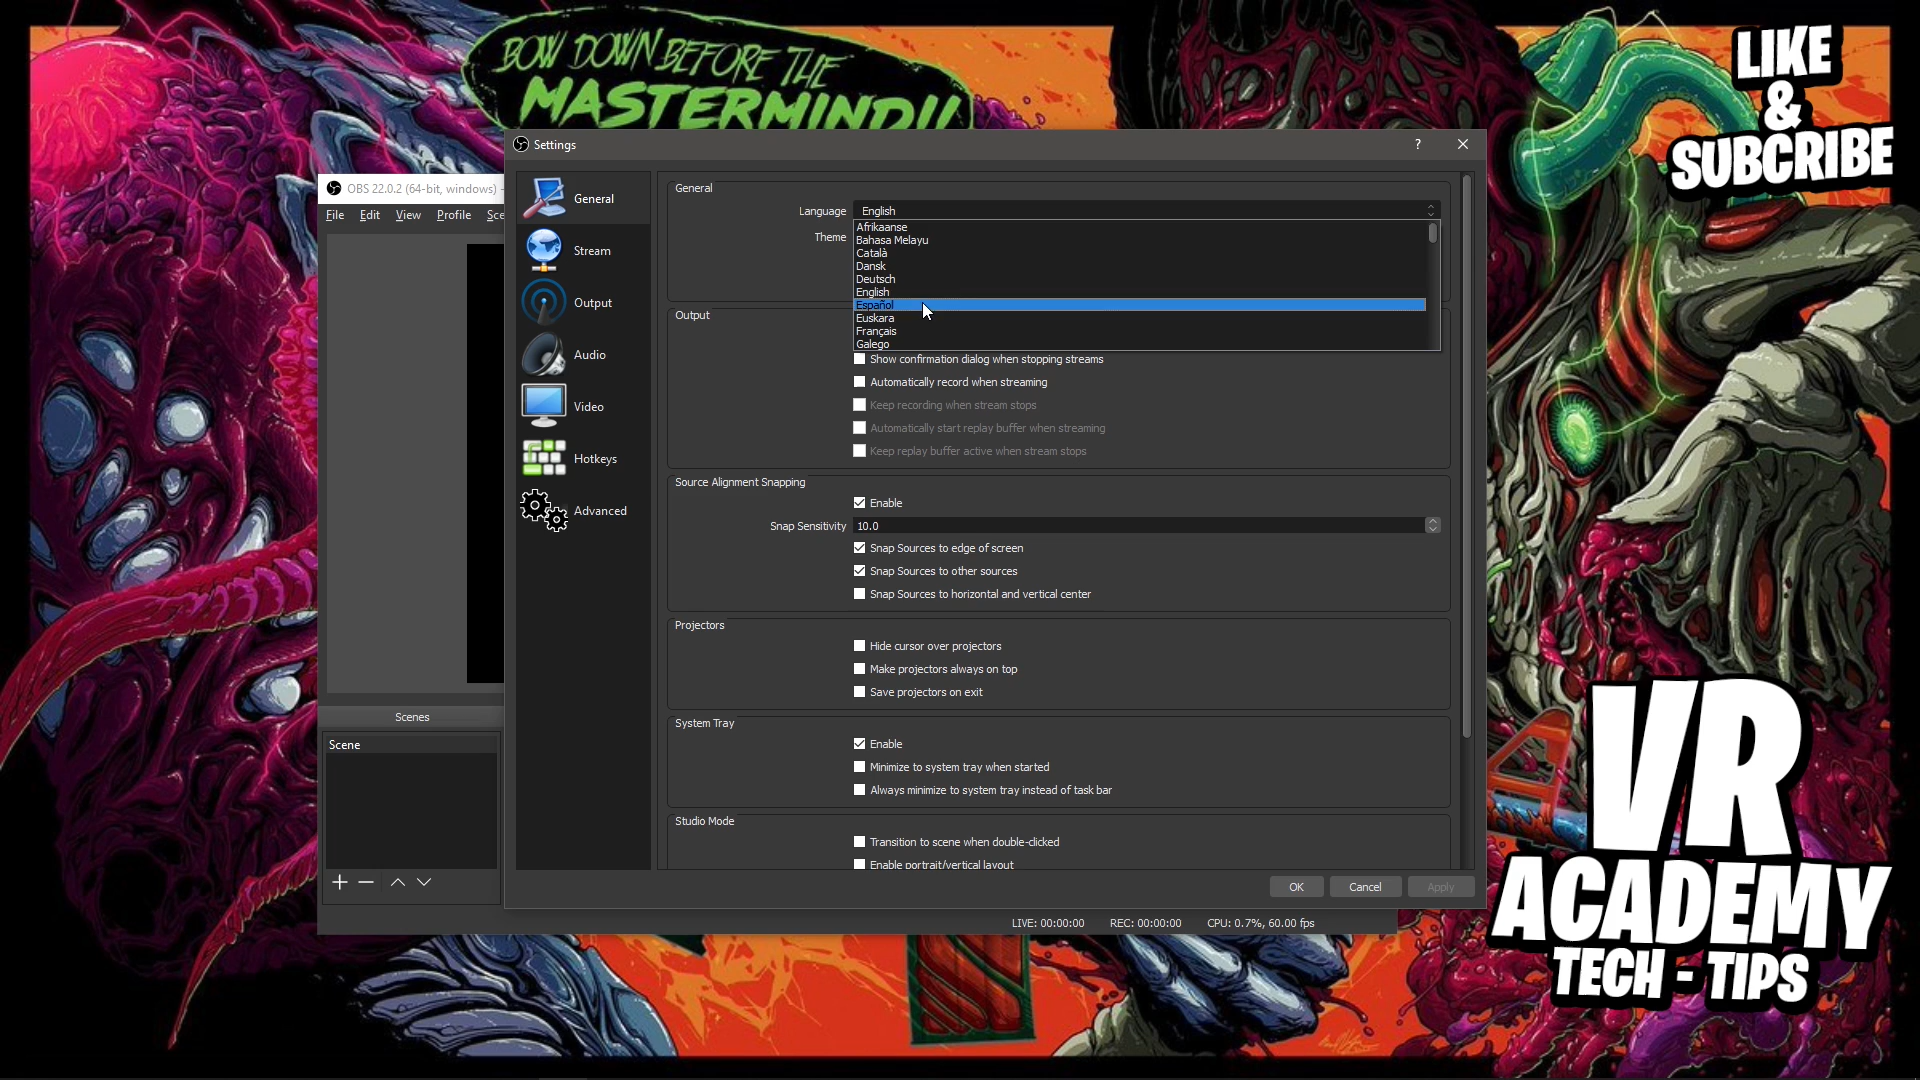 BOW DOWN BEFORE THE
MASTERMIND!!
LIKE
&
SUBCRIBE
Settings
?
OBS 22.0.2 (64-bit, windows) -
File Edit View Profile Sce
General
Stream
Output
Audio
Video
Hotkeys
Advanced
General
Language English
Theme
Afrikaanse
Bahasa Melayu
Català
Dansk
Deutsch
English
Español
Euskara
Français
Galego
Output
Show confirmation dialog when stopping streams
Automatically record when streaming
Keep recording when stream stops
Automatically start replay buffer when streaming
Keep replay buffer active when stream stops
Source Alignment Snapping
Enable
Snap Sensitivity 10.0
Snap Sources to edge of screen
Snap Sources to other sources
Snap Sources to horizontal and vertical center
Projectors
Hide cursor over projectors
Make projectors always on top
Save projectors on exit
System Tray
Enable
Minimize to system tray when started
Always minimize to system tray instead of task bar
Studio Mode
Transition to scene when double-clicked
Enable portrait/vertical layout
OK Cancel Apply
Scenes
Scene
LIVE: 00:00:00 REC: 00:00:00 CPU: 0.7%, 60.00 fps
VR
ACADEMY
TECH - TIPS